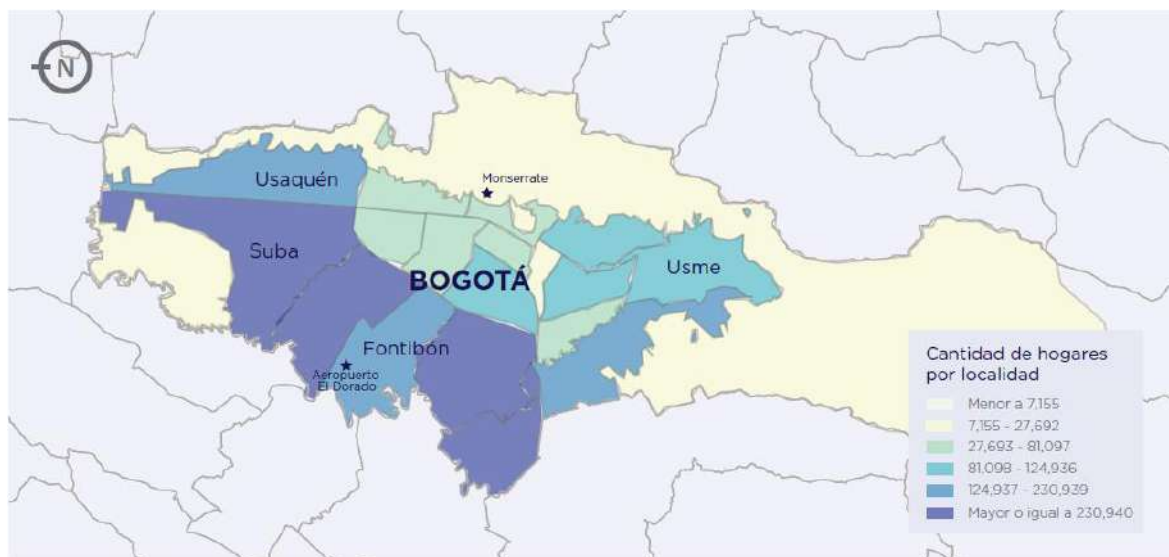 N
Usaquén
Monserrate
Suba
BOGOTÁ
Usme
Fontibón
Aeropuerto
El Dorado
Cantidad de hogares
por localidad
Menor a 7,155
7,155 - 27,692
27,693 - 81,097
81,098 - 124,936
124,937 - 230,939
Mayor o igual a 230,940